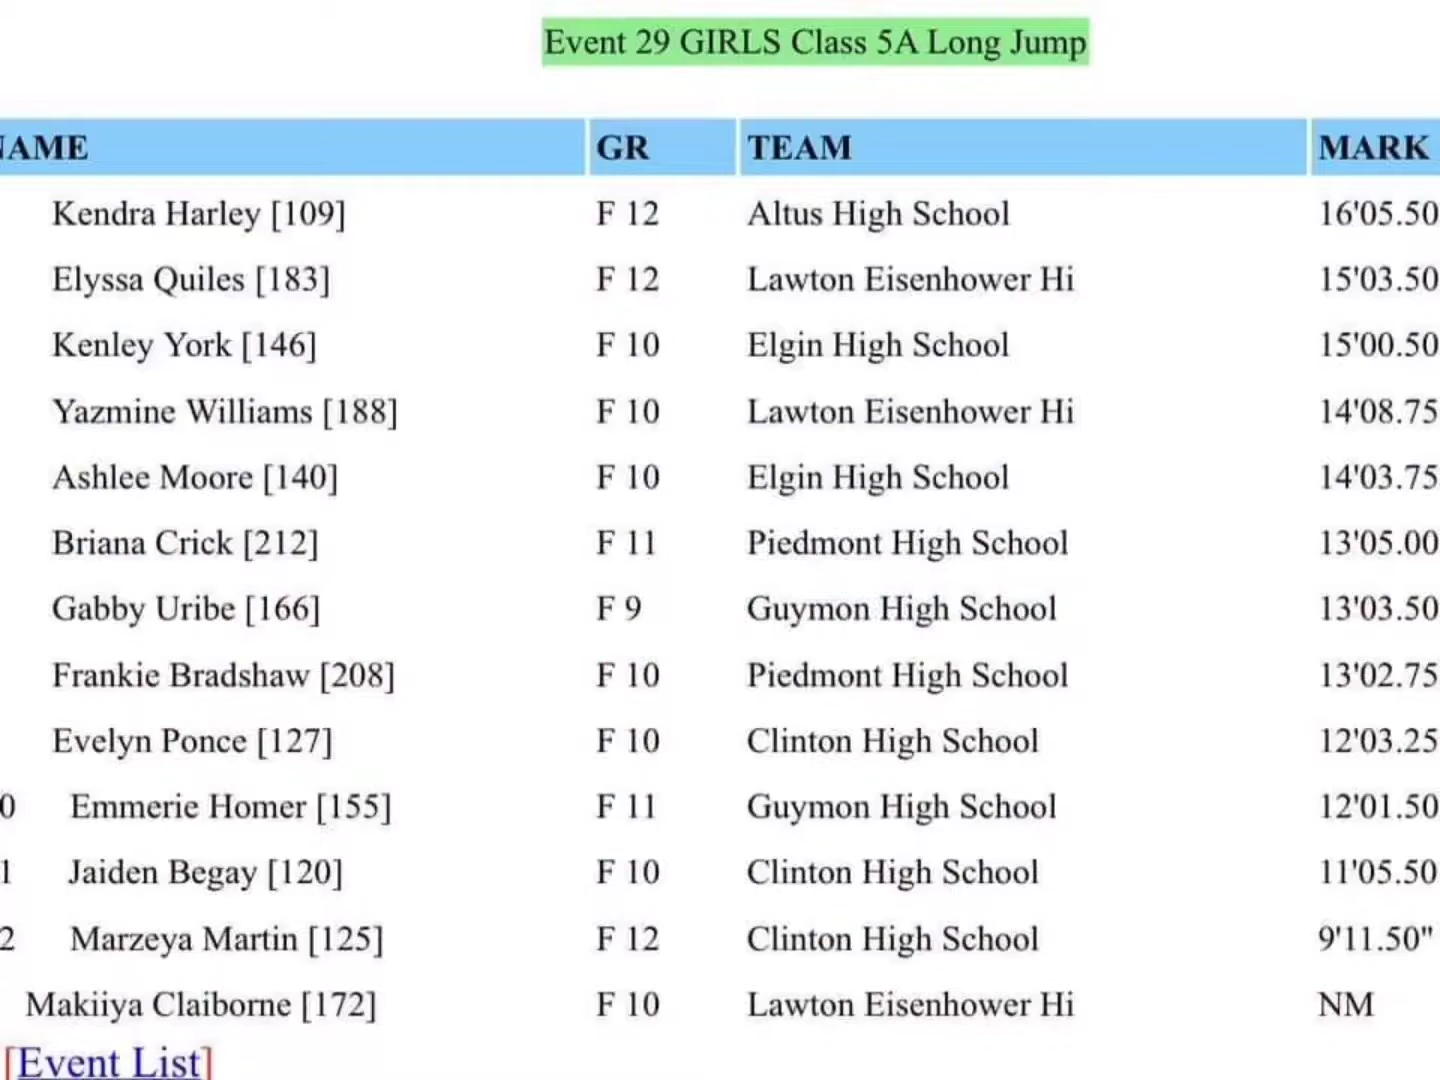 Event 29 GIRLS Class 5A Long Jump
NAME GR TEAM MARK
Kendra Harley [109] F 12 Altus High School 16'05.50
Elyssa Quiles [183] F 12 Lawton Eisenhower Hi 15'03.50
Kenley York [146] F 10 Elgin High School 15'00.50
Yazmine Williams [188] F 10 Lawton Eisenhower Hi 14'08.75
Ashlee Moore [140] F 10 Elgin High School 14'03.75
Briana Crick [212] F 11 Piedmont High School 13'05.00
Gabby Uribe [166] F 9 Guymon High School 13'03.50
Frankie Bradshaw [208] F 10 Piedmont High School 13'02.75
Evelyn Ponce [127] F 10 Clinton High School 12'03.25
0 Emmerie Homer [155] F 11 Guymon High School 12'01.50
1 Jaiden Begay [120] F 10 Clinton High School 11'05.50
2 Marzeya Martin [125] F 12 Clinton High School 9'11.50"
Makiiya Claiborne [172] F 10 Lawton Eisenhower Hi NM
[Event List]